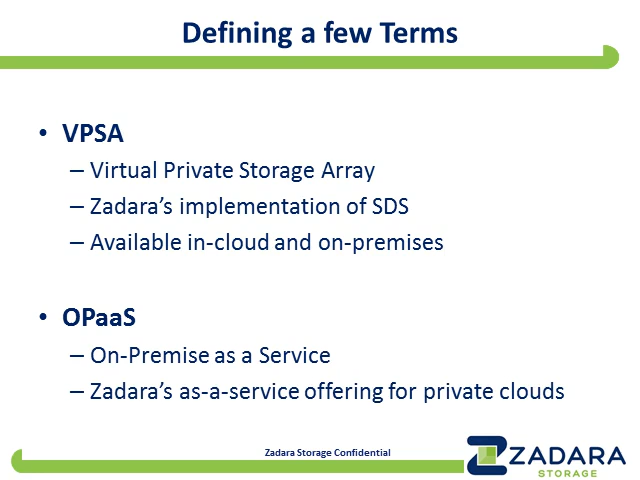 Defining a few Terms
• VPSA
– Virtual Private Storage Array
– Zadara’s implementation of SDS
– Available in-cloud and on-premises
• OPaaS
– On-Premise as a Service
– Zadara’s as-a-service offering for private clouds
Zadara Storage Confidential
ZADARA
STORAGE